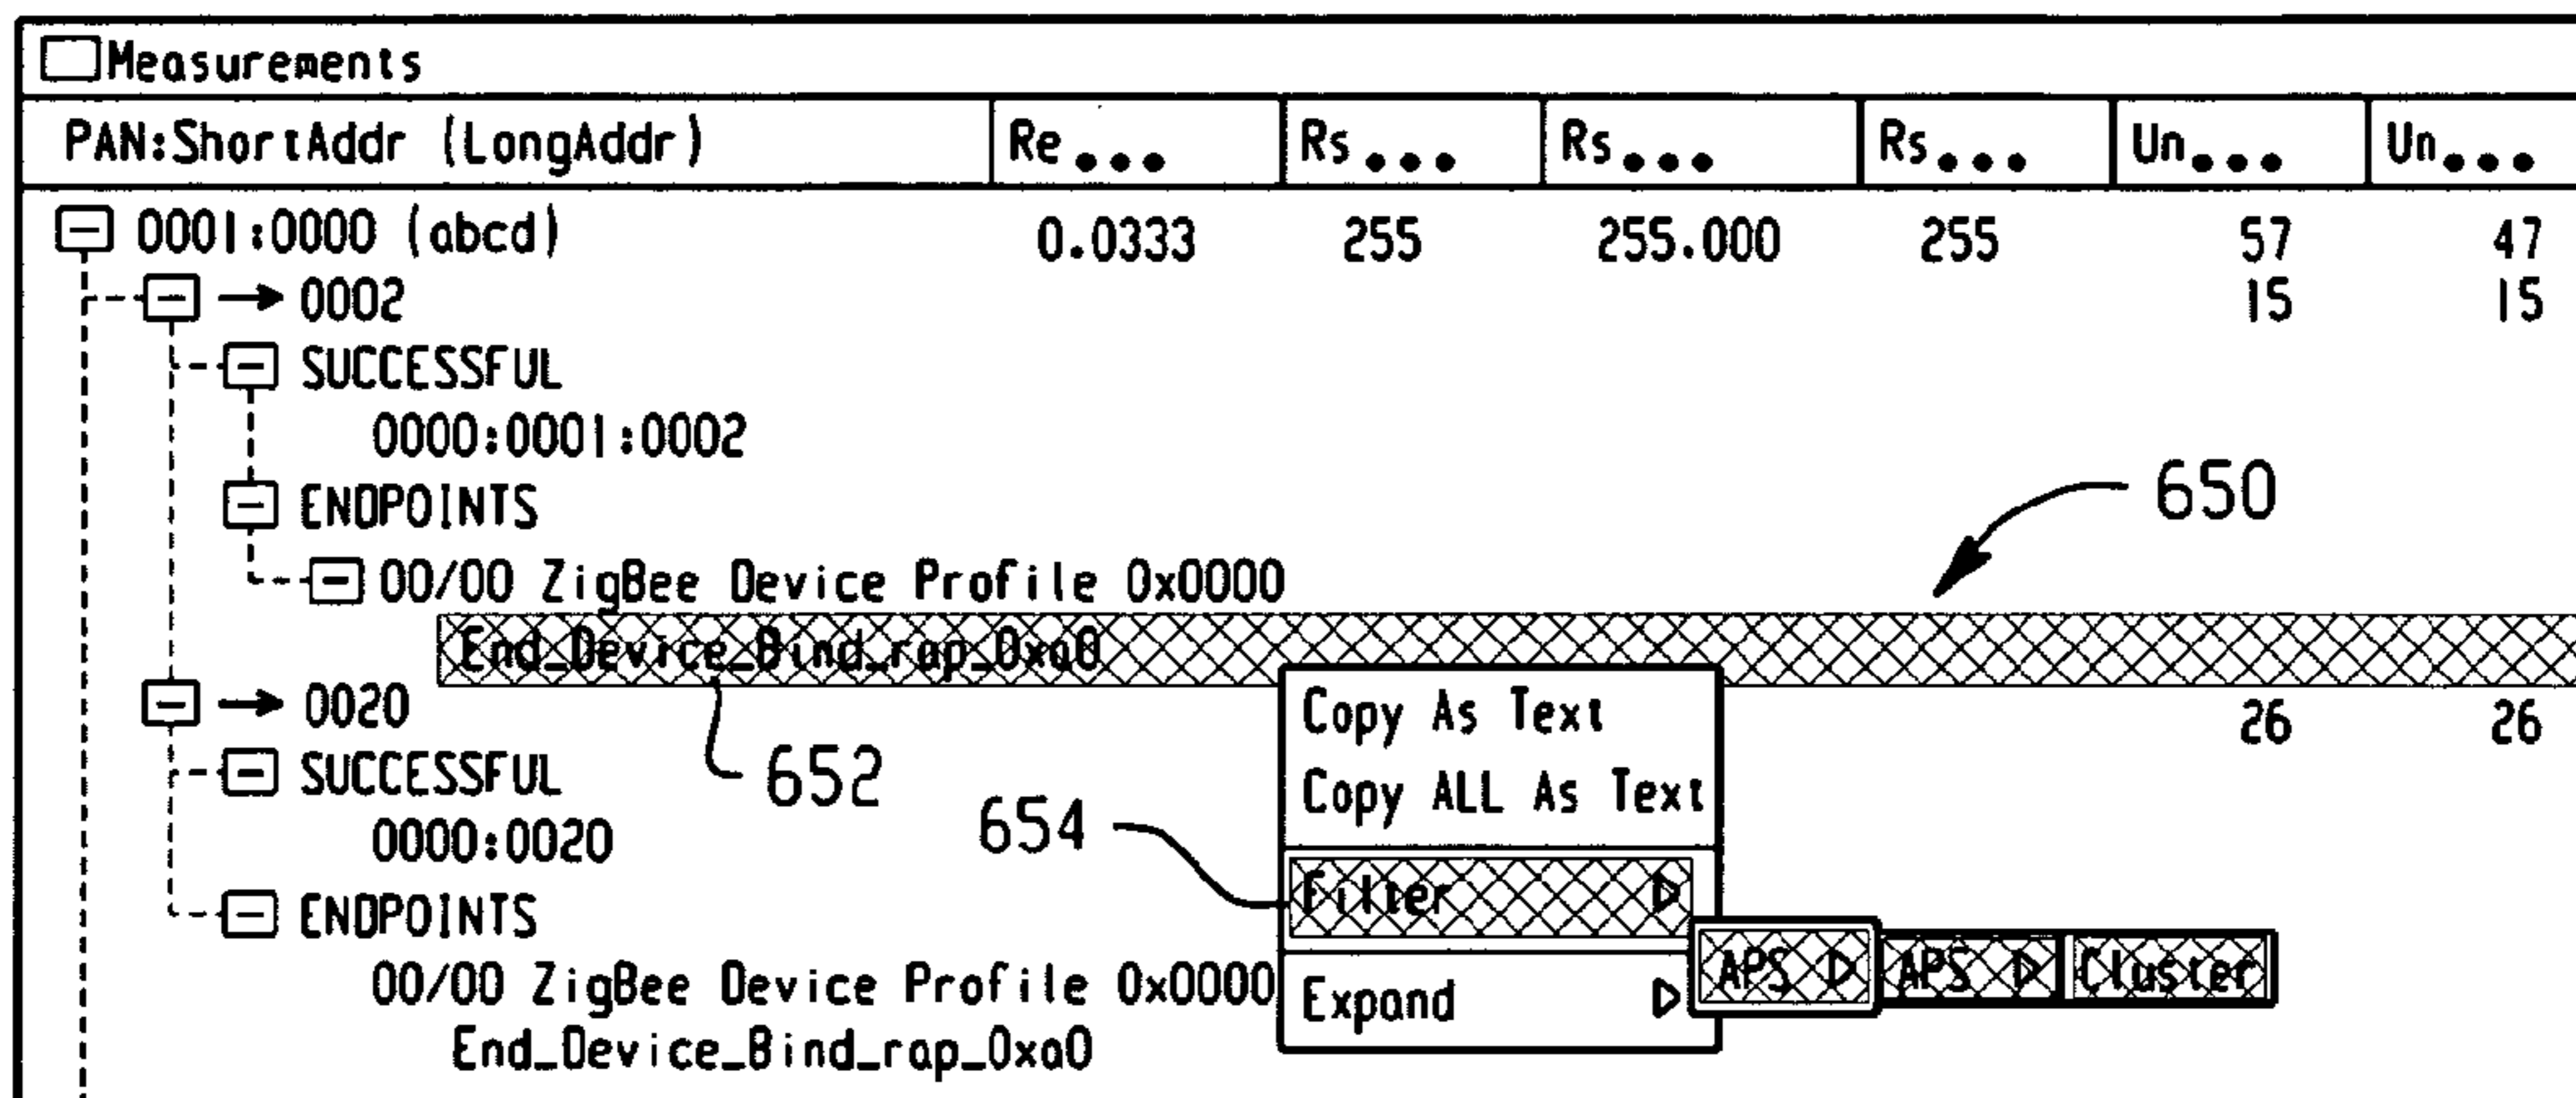 Measurements
PAN:ShortAddr (LongAddr) Re... Rs... Rs... Rs... Un... Un...
0001:0000 (abcd) 0.0333 255 255.000 255 57 47
→ 0002 15 15
SUCCESSFUL
0000:0001:0002
ENDPOINTS
650
00/00 ZigBee Device Profile 0x0000
End_Device_Bind_rap_0xa0
→ 0020 26 26
652
SUCCESSFUL
0000:0020
ENDPOINTS
00/00 ZigBee Device Profile 0x0000
End_Device_Bind_rap_0xa0
Copy As Text
Copy ALL As Text
654
Filter
APS APS Cluster
Expand